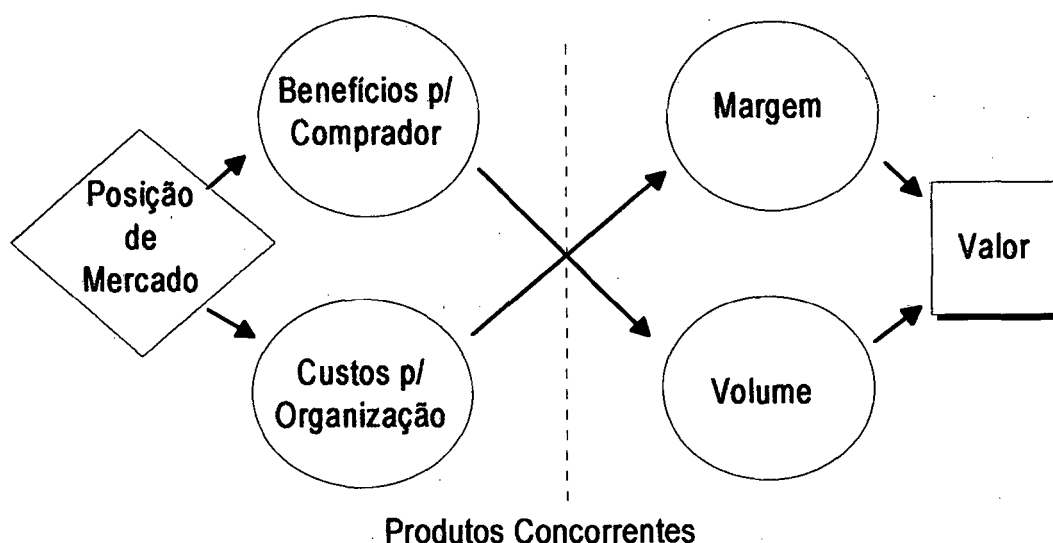 Benefícios p/
Comprador
Margem
Posição
de
Mercado
Valor
Custos p/
Organização
Volume
Produtos Concorrentes